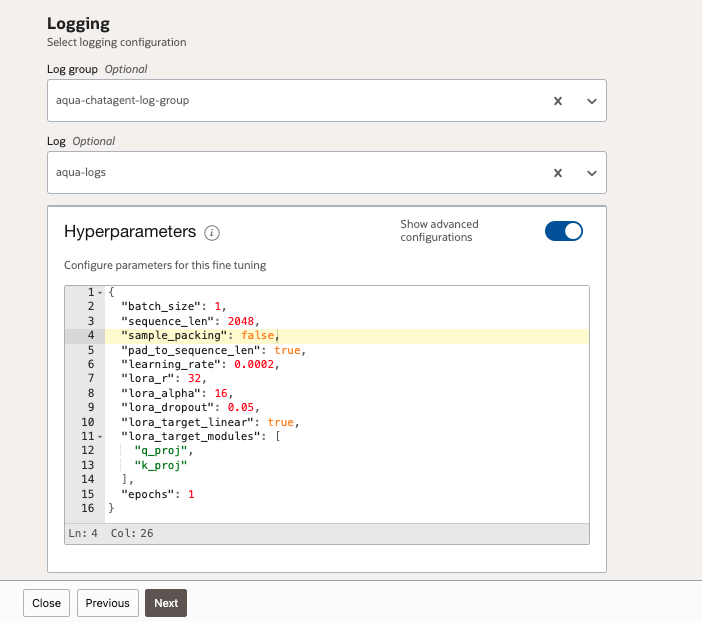 Logging
Select logging configuration
Log group Optional
aqua-chatagent-log-group
Log Optional
aqua-logs
Hyperparameters
Show advanced
configurations
Configure parameters for this fine tuning
1 {
2 "batch_size": 1,
3 "sequence_len": 2048,
4 "sample_packing": false,
5 "pad_to_sequence_len": true,
6 "learning_rate": 0.0002,
7 "lora_r": 32,
8 "lora_alpha": 16,
9 "lora_dropout": 0.05,
10 "lora_target_linear": true,
11 "lora_target_modules": [
12 "q_proj",
13 "k_proj"
14 ],
15 "epochs": 1
16 }
Ln: 4 Col: 26
Close Previous Next